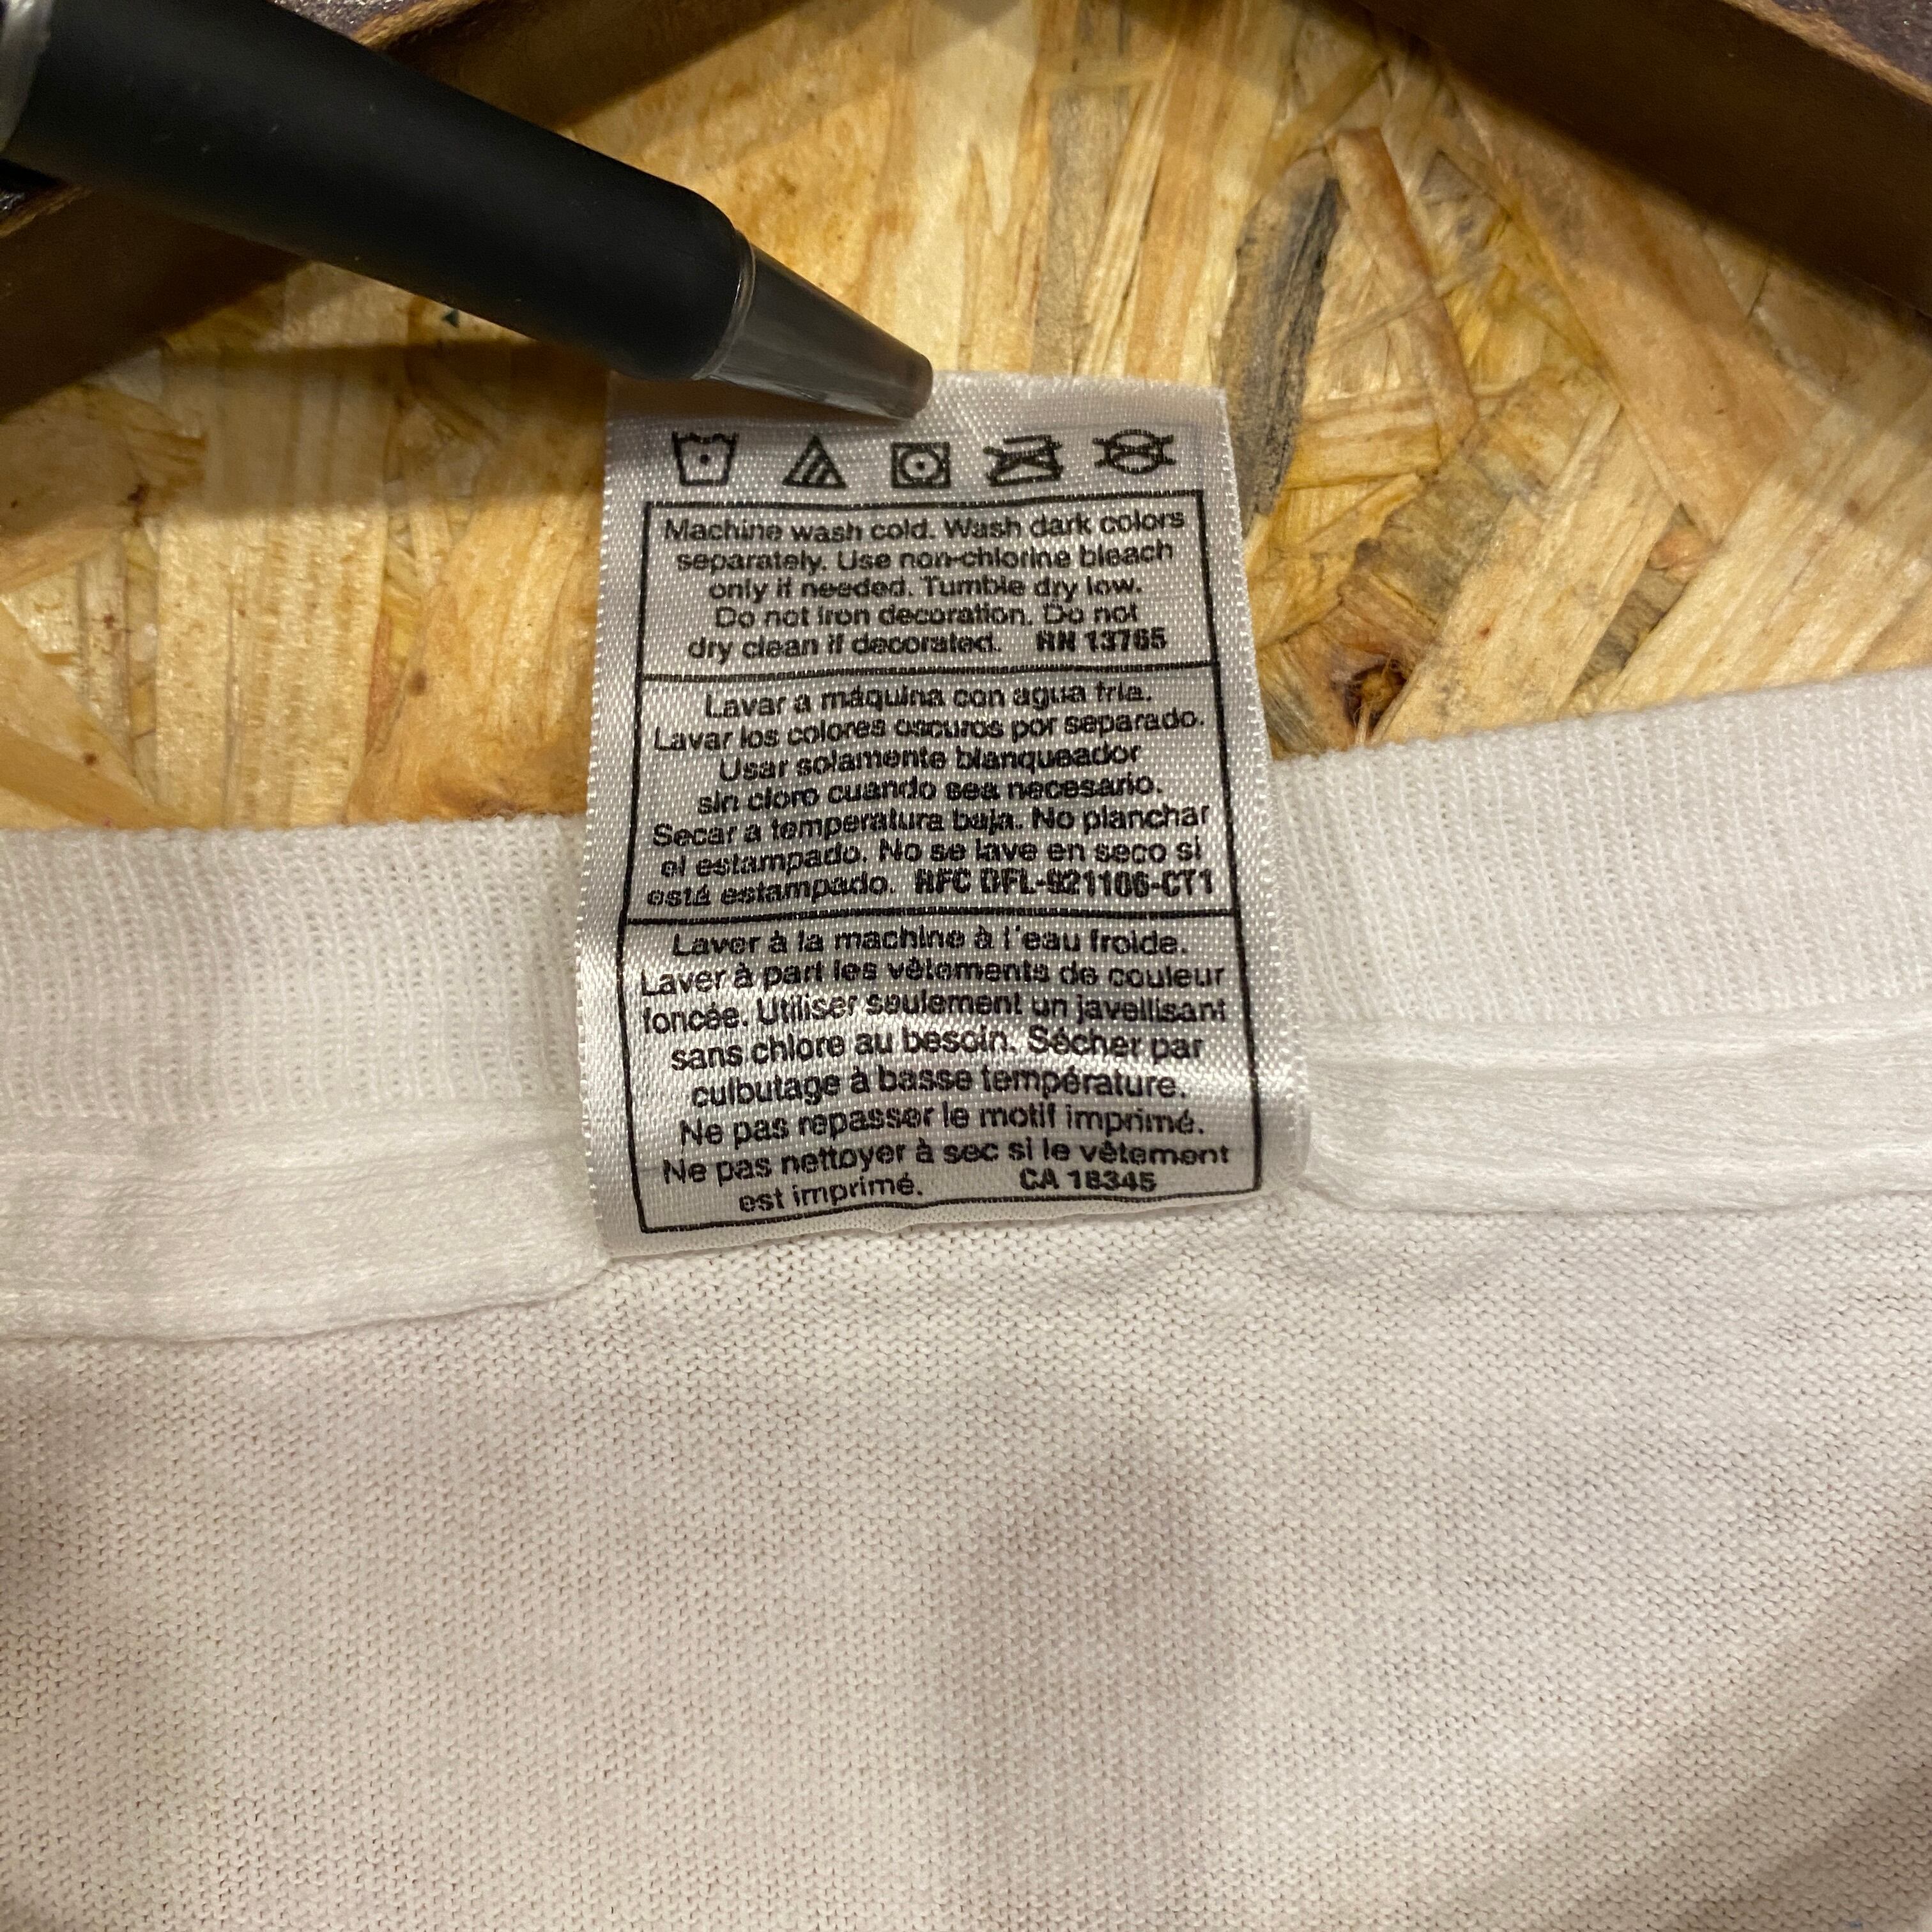 Machine wash cold. Wash dark colors
separately. Use non-chlorine bleach
only if needed. Tumble dry low.
Do not iron decoration. Do not
dry clean if decorated. RN 13765
Lavar a máquina con agua fría.
Lavar los colores oscuros por separado.
Usar solamente blanqueador
sin cloro cuando sea necesario.
Secar a temperatura baja. No planchar
el estampado. No se lave en seco si
está estampado. RFC DFL-921106-CT1
Laver à la machine à l'eau froide.
Laver à part les vêtements de couleur
foncée. Utiliser seulement un javellisant
sans chlore au besoin. Sécher par
culbutage à basse température.
Ne pas repasser le motif imprimé.
Ne pas nettoyer à sec si le vêtement
est imprimé. CA 18345